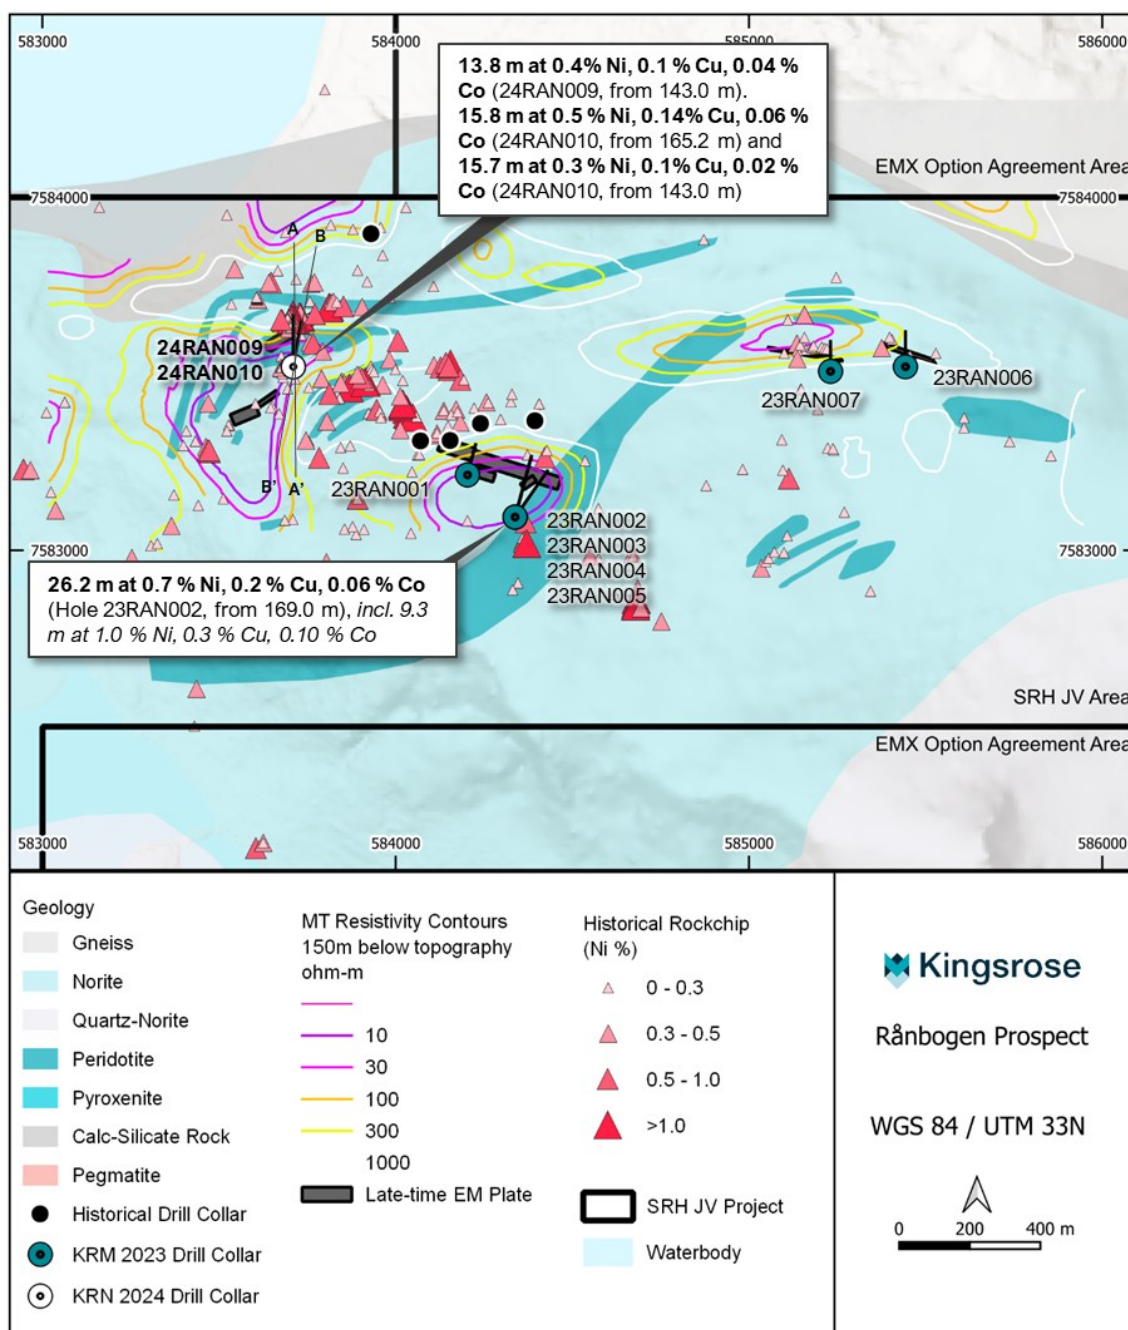 583000
584000
585000
586000
13.8 m at 0.4% Ni, 0.1 % Cu, 0.04 %
Co (24RAN009, from 143.0 m).
15.8 m at 0.5 % Ni, 0.14% Cu, 0.06 %
Co (24RAN010, from 165.2 m) and
15.7 m at 0.3 % Ni, 0.1% Cu, 0.02 %
Co (24RAN010, from 143.0 m)
EMX Option Agreement Area
7584000
7584000
A
B
24RAN009
24RAN010
23RAN006
23RAN007
B'
A'
23RAN001
23RAN002
23RAN003
23RAN004
23RAN005
7583000
7583000
26.2 m at 0.7 % Ni, 0.2 % Cu, 0.06 % Co
(Hole 23RAN002, from 169.0 m), incl. 9.3
m at 1.0 % Ni, 0.3 % Cu, 0.10 % Co
SRH JV Area
EMX Option Agreement Area
583000
584000
585000
586000
Geology
Gneiss
Norite
Quartz-Norite
Peridotite
Pyroxenite
Calc-Silicate Rock
Pegmatite
Historical Drill Collar
KRM 2023 Drill Collar
KRN 2024 Drill Collar
MT Resistivity Contours
150m below topography
ohm-m
10
30
100
300
1000
Late-time EM Plate
Historical Rockchip
(Ni %)
0 - 0.3
0.3 - 0.5
0.5 - 1.0
>1.0
SRH JV Project
Waterbody
Kingsrose
Rånbogen Prospect
WGS 84 / UTM 33N
0 200 400 m